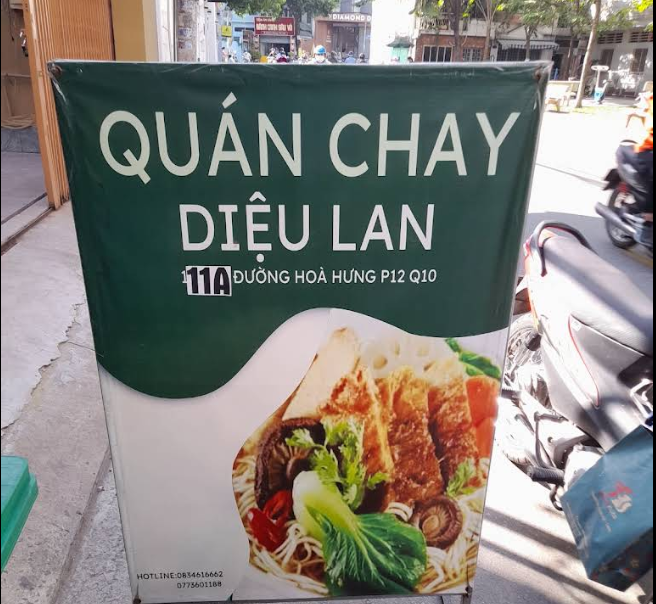 DIAMOND
QUÁN CHAY
DIỆU LAN
11A ĐƯỜNG HOÀ HƯNG P12 Q10
HOTLINE:0834616662
0773601188